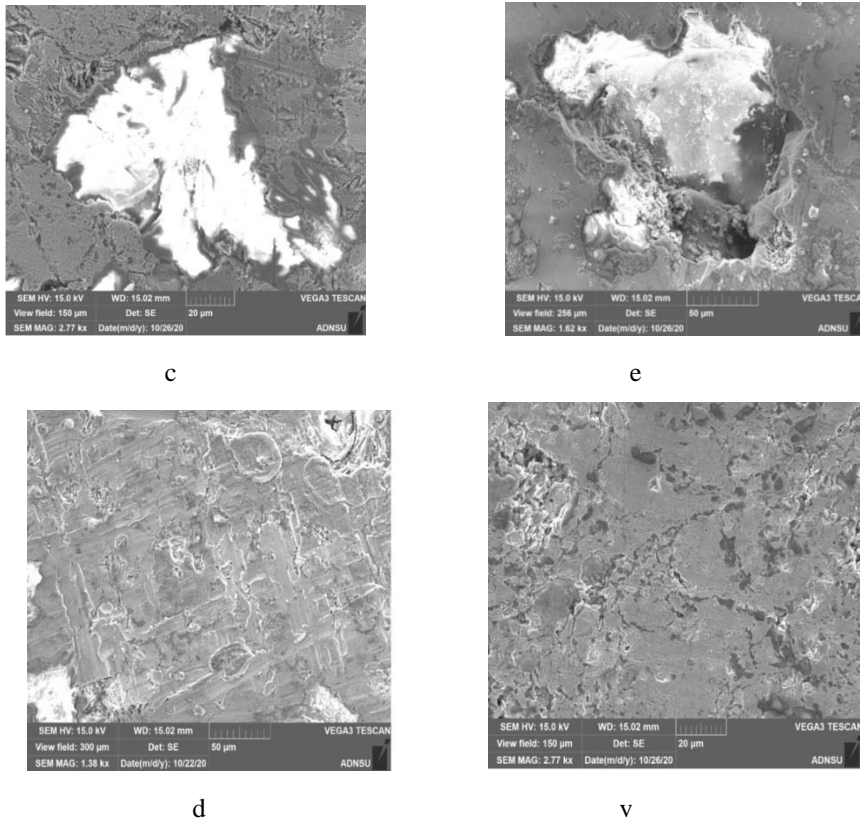 SEM HV: 15.0 kV WD: 15.02 mm VEGA3 TESCAN
View field: 150 µm Det: SE 20 µm
SEM MAG: 2.77 kx Date(m/d/y): 10/26/20 ADNSU
c
SEM HV: 15.0 kV WD: 15.02 mm VEGA3 TESCAN
View field: 256 µm Det: SE 50 µm
SEM MAG: 1.62 kx Date(m/d/y): 10/26/20 ADNSU
e
SEM HV: 15.0 kV WD: 15.02 mm VEGA3 TESCAN
View field: 300 µm Det: SE 50 µm
SEM MAG: 1.38 kx Date(m/d/y): 10/22/20 ADNSU
d
SEM HV: 15.0 kV WD: 15.02 mm VEGA3 TESCAN
View field: 150 µm Det: SE 20 µm
SEM MAG: 2.77 kx Date(m/d/y): 10/26/20 ADNSU
v